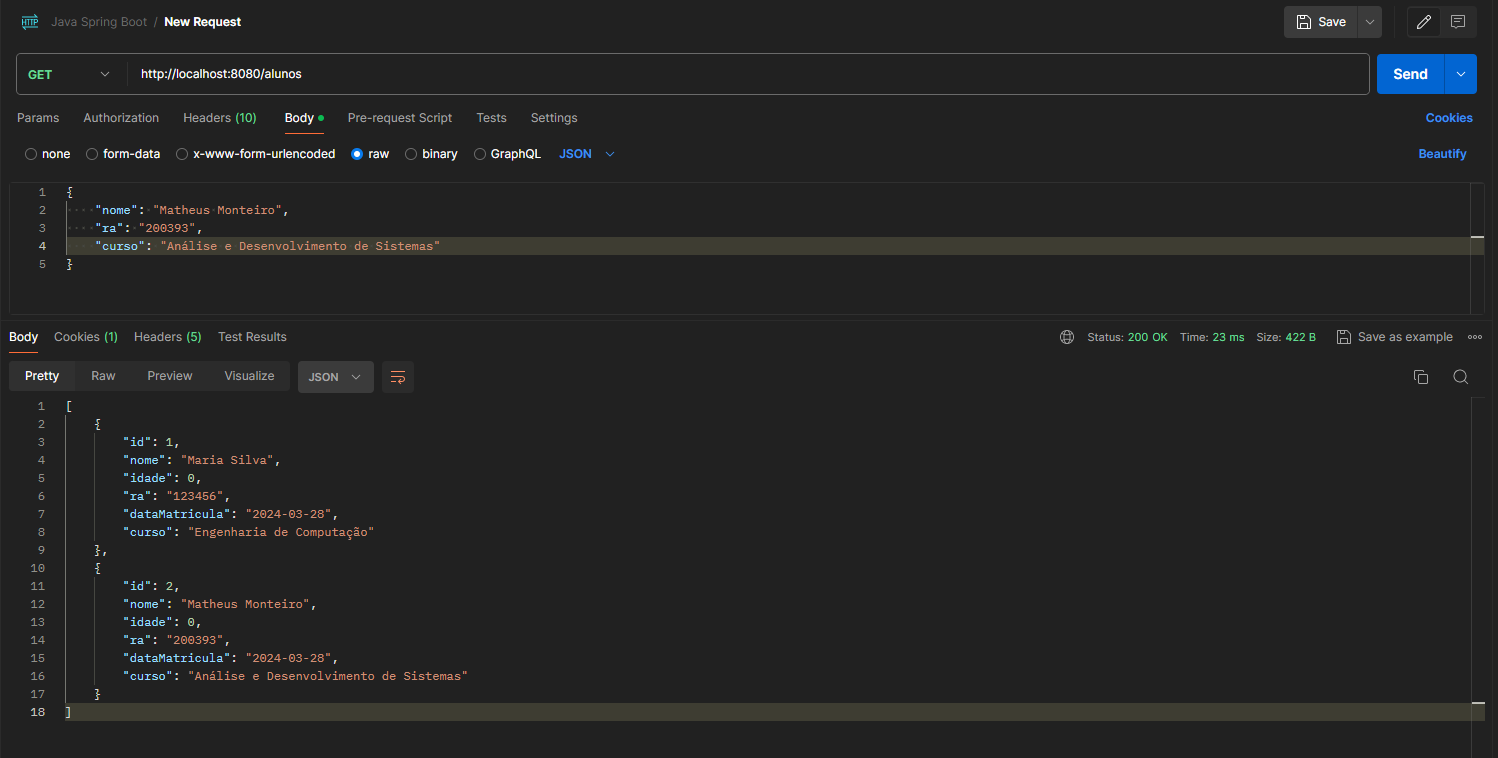 HTTP Java Spring Boot / New Request Save
GET http://localhost:8080/alunos Send
Params Authorization Headers (10) Body Pre-request Script Tests Settings Cookies
none form-data x-www-form-urlencoded raw binary GraphQL JSON Beautify
1 {
2 "nome": "Matheus Monteiro",
3 "ra": "200393",
4 "curso": "Análise e Desenvolvimento de Sistemas"
5 }
Body Cookies (1) Headers (5) Test Results Status: 200 OK Time: 23 ms Size: 422 B Save as example
Pretty Raw Preview Visualize JSON
1 [
2 {
3 "id": 1,
4 "nome": "Maria Silva",
5 "idade": 0,
6 "ra": "123456",
7 "dataMatricula": "2024-03-28",
8 "curso": "Engenharia de Computação"
9 },
10 {
11 "id": 2,
12 "nome": "Matheus Monteiro",
13 "idade": 0,
14 "ra": "200393",
15 "dataMatricula": "2024-03-28",
16 "curso": "Análise e Desenvolvimento de Sistemas"
17 }
18 ]